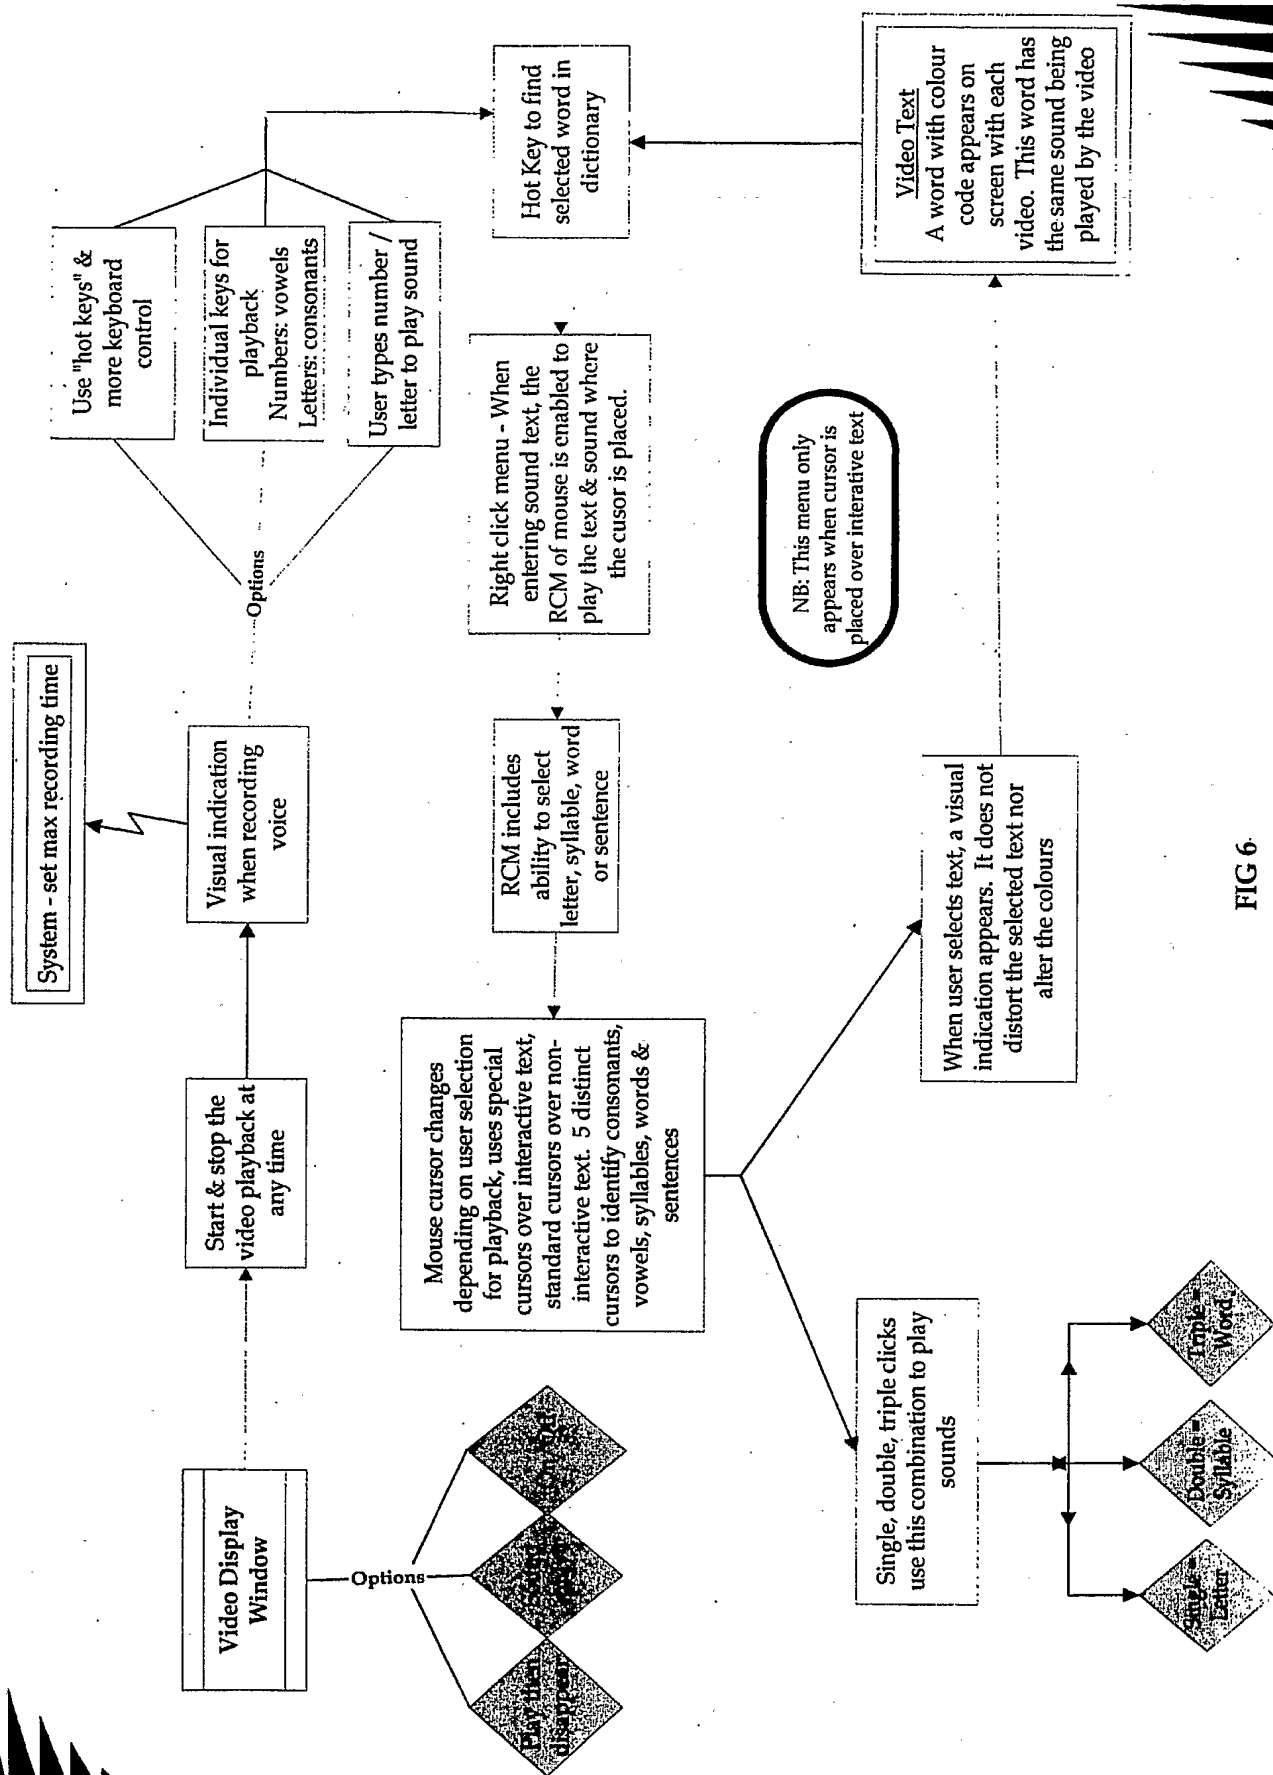 System - set max recording time
Use "hot keys" &
more keyboard
control
Video Display
Window
Start & stop the
video playback at
any time
Visual indication
when recording
voice
Options
Individual keys for
playback
Numbers: vowels
Letters: consonants
User types number /
letter to play sound
Options
Play then
disappear
Mouse cursor changes
depending on user selection
for playback, uses special
cursors over interactive text,
standard cursors over non-
interactive text. 5 distinct
cursors to identify consonants,
vowels, syllables, words &
sentences
RCM includes
ability to select
letter, syllable, word
or sentence
Right click menu - When
entering sound text, the
RCM of mouse is enabled to
play the text & sound where
the cusor is placed.
Hot Key to find
selected word in
dictionary
NB: This menu only
appears when cursor is
placed over interative text
Single, double, triple clicks
use this combination to play
sounds
When user selects text, a visual
indication appears. It does not
distort the selected text nor
alter the colours
Video Text
A word with colour
code appears on
screen with each
video. This word has
the same sound being
played by the video
Single =
Letter
Double =
Syllable
Triple =
Word
FIG 6